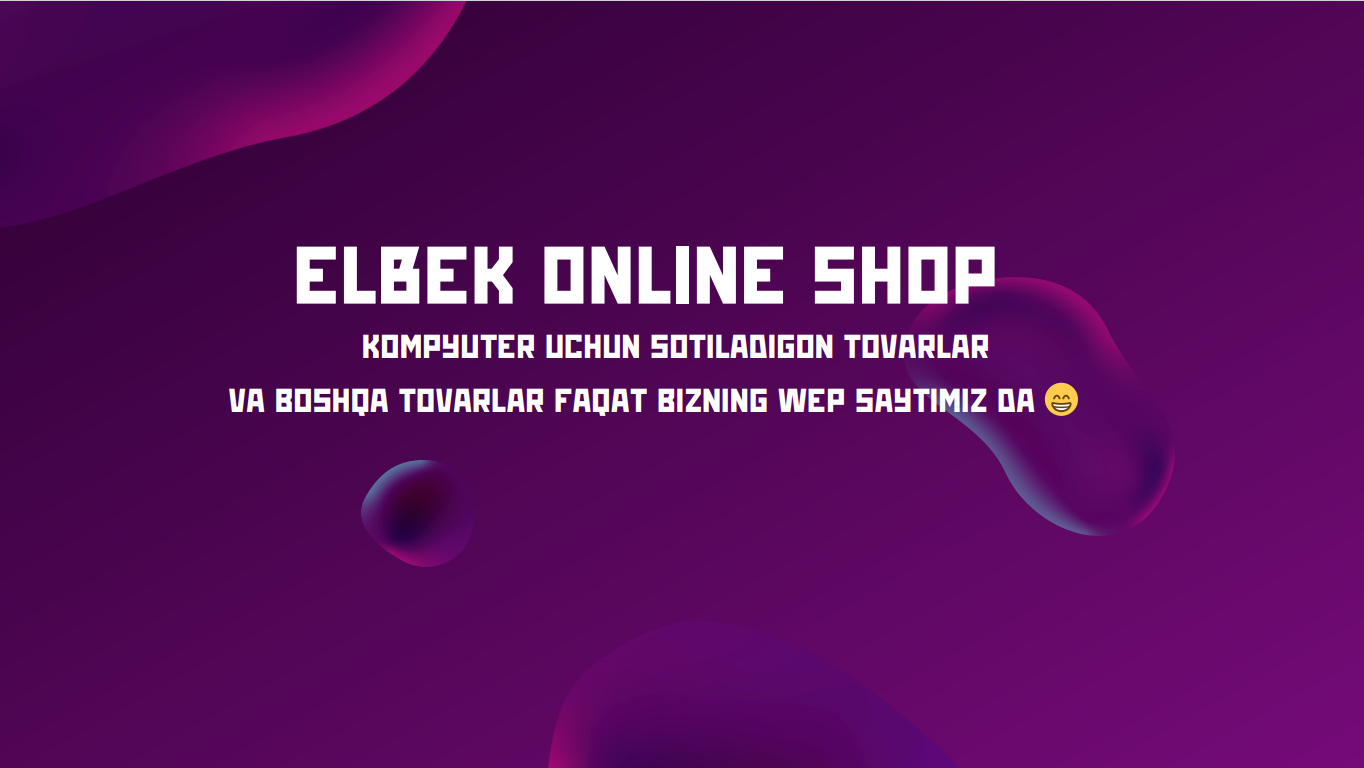 ELBEK ONLINE SHOP
KOMPYUTER UCHUN SOTILADIGON TOVARLAR
VA BOSHQA TOVARLAR FAQAT BIZNING WEP SAYTIMIZ DA 😁